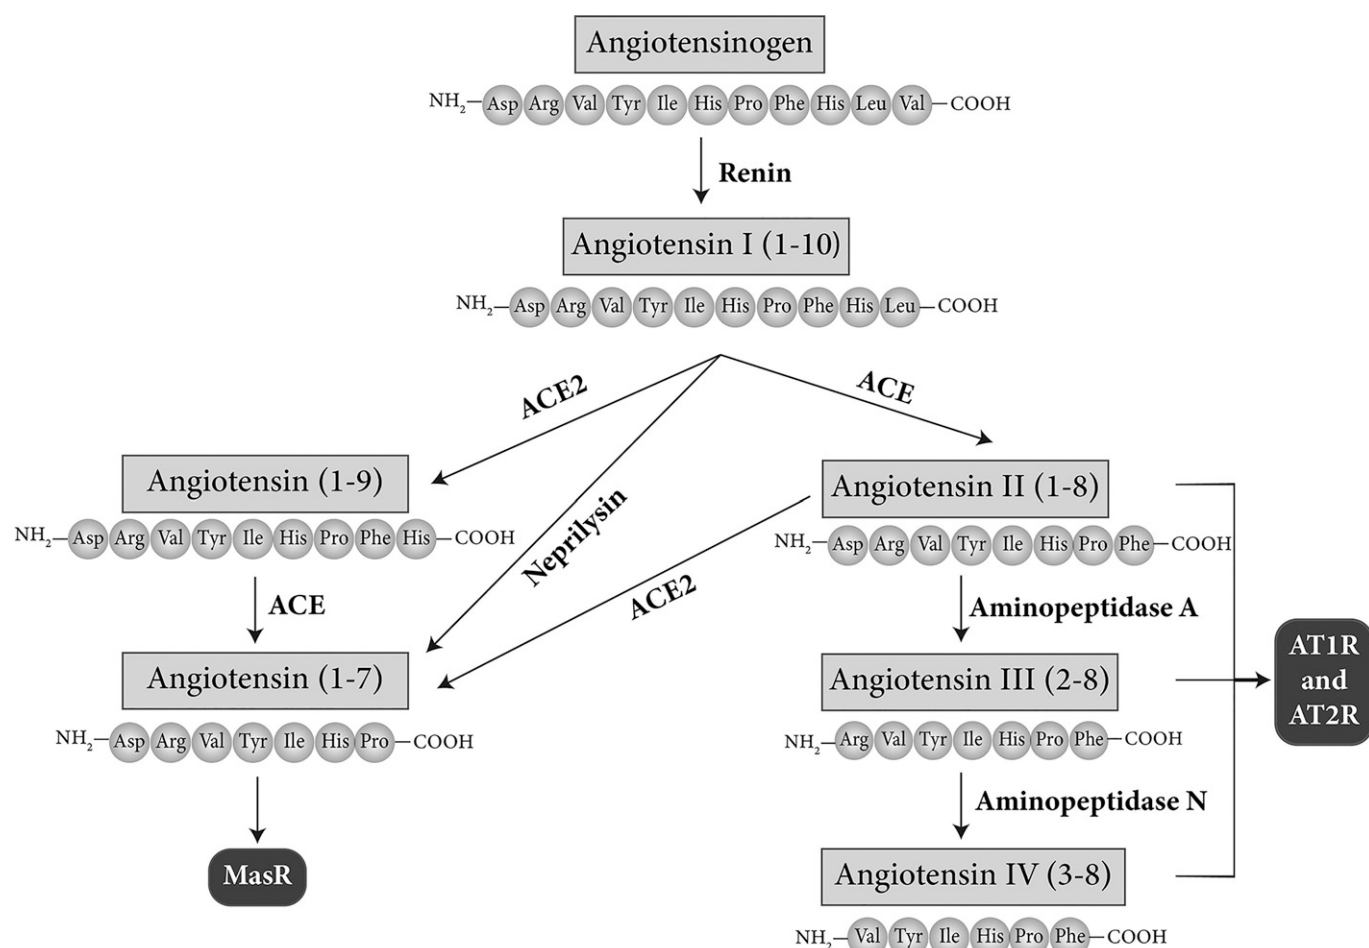 Angiotensinogen
NH₂ Asp Arg Val Tyr Ile His Pro Phe His Leu Val COOH
Renin
Angiotensin I (1-10)
NH₂ Asp Arg Val Tyr Ile His Pro Phe His Leu COOH
ACE2
ACE
Neprilysin
Angiotensin (1-9)
NH₂ Asp Arg Val Tyr Ile His Pro Phe His COOH
ACE
Angiotensin (1-7)
NH₂ Asp Arg Val Tyr Ile His Pro COOH
MasR
ACE2
Angiotensin II (1-8)
NH₂ Asp Arg Val Tyr Ile His Pro Phe COOH
Aminopeptidase A
Angiotensin III (2-8)
NH₂ Arg Val Tyr Ile His Pro Phe COOH
Aminopeptidase N
Angiotensin IV (3-8)
NH₂ Val Tyr Ile His Pro Phe COOH
AT1R
and
AT2R